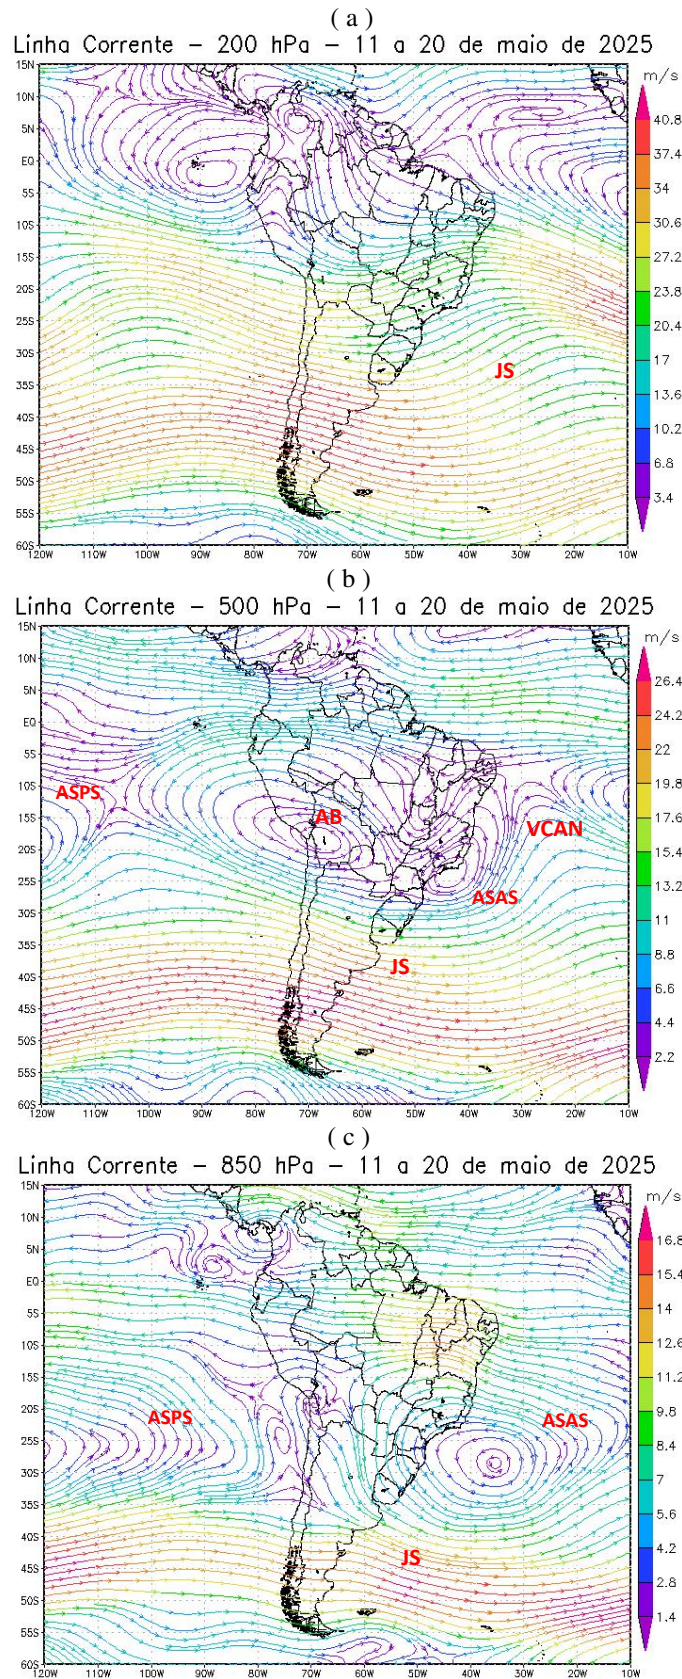 ( a )
Linha Corrente – 200 hPa – 11 a 20 de maio de 2025
m/s
15N
10N
5N
EQ
5S
10S
15S
20S
25S
30S
35S
40S
45S
50S
55S
60S
120W 110W 100W 90W 80W 70W 60W 50W 40W 30W 20W 10W
JS
40.8
37.4
34
30.6
27.2
23.8
20.4
17
13.6
10.2
6.8
3.4
( b )
Linha Corrente – 500 hPa – 11 a 20 de maio de 2025
m/s
15N
10N
5N
EQ
5S
10S
15S
20S
25S
30S
35S
40S
45S
50S
55S
60S
120W 110W 100W 90W 80W 70W 60W 50W 40W 30W 20W 10W
ASPS
AB
VCAN
ASAS
JS
26.4
24.2
22
19.8
17.6
15.4
13.2
11
8.8
6.6
4.4
2.2
( c )
Linha Corrente – 850 hPa – 11 a 20 de maio de 2025
m/s
15N
10N
5N
EQ
5S
10S
15S
20S
25S
30S
35S
40S
45S
50S
55S
60S
120W 110W 100W 90W 80W 70W 60W 50W 40W 30W 20W 10W
ASPS
ASAS
JS
16.8
15.4
14
12.6
11.2
9.8
8.4
7
5.6
4.2
2.8
1.4